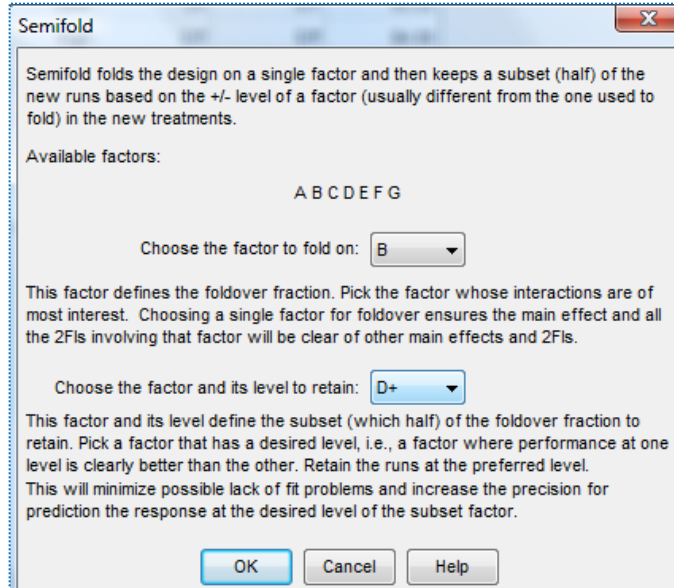 Semifold
Semifold folds the design on a single factor and then keeps a subset (half) of the
new runs based on the +/- level of a factor (usually different from the one used to
fold) in the new treatments.
Available factors:
A B C D E F G
Choose the factor to fold on: B
This factor defines the foldover fraction. Pick the factor whose interactions are of
most interest. Choosing a single factor for foldover ensures the main effect and all
the 2FIs involving that factor will be clear of other main effects and 2FIs.
Choose the factor and its level to retain: D+
This factor and its level define the subset (which half) of the foldover fraction to
retain. Pick a factor that has a desired level, i.e., a factor where performance at one
level is clearly better than the other. Retain the runs at the preferred level.
This will minimize possible lack of fit problems and increase the precision for
prediction the response at the desired level of the subset factor.
OK Cancel Help